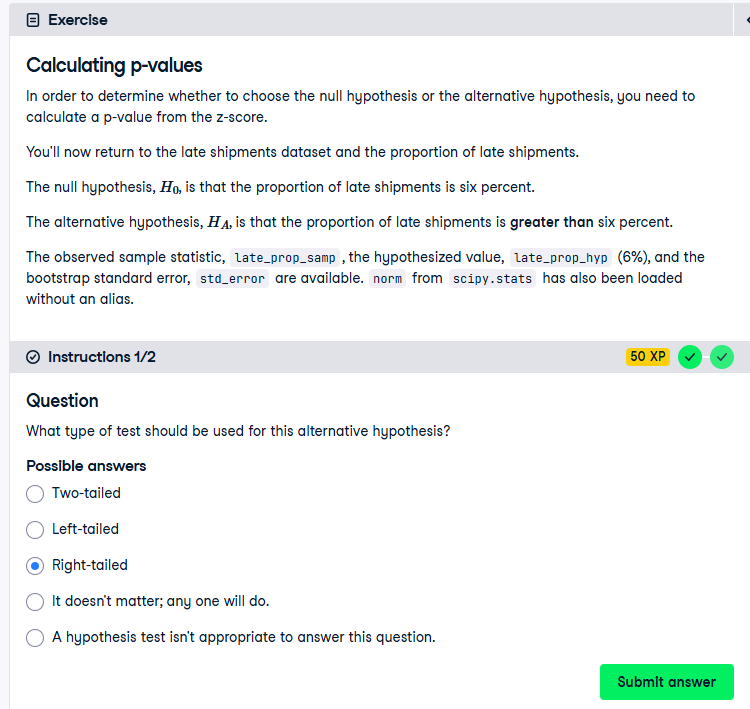 Exercise
Calculating p-values
In order to determine whether to choose the null hypothesis or the alternative hypothesis, you need to
calculate a p-value from the z-score.
You'll now return to the late shipments dataset and the proportion of late shipments.
The null hypothesis, H₀, is that the proportion of late shipments is six percent.
The alternative hypothesis, H_A, is that the proportion of late shipments is greater than six percent.
The observed sample statistic, late_prop_samp , the hypothesized value, late_prop_hyp (6%), and the
bootstrap standard error, std_error are available. norm from scipy.stats has also been loaded
without an alias.
Instructions 1/2 50 XP
Question
What type of test should be used for this alternative hypothesis?
Possible answers
Two-tailed
Left-tailed
Right-tailed
It doesn't matter; any one will do.
A hypothesis test isn't appropriate to answer this question.
Submit answer